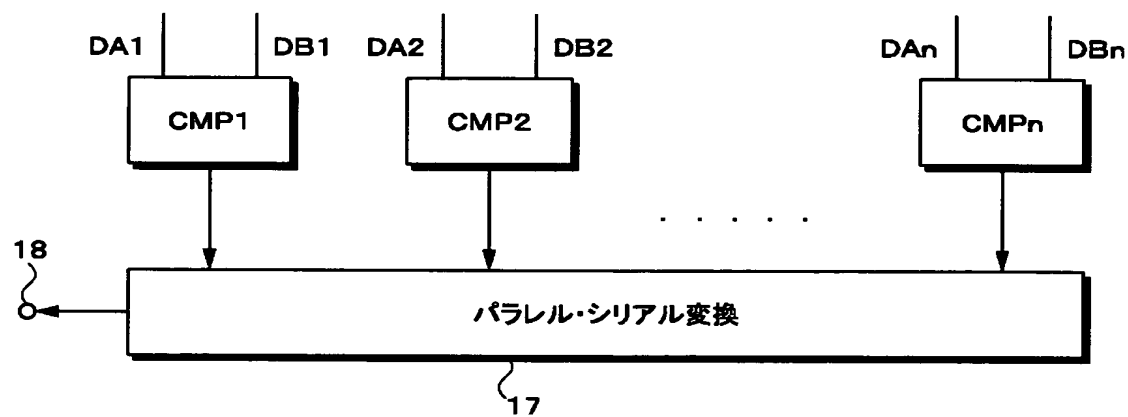 DA1 DB1 DA2 DB2 DAn DBn
CMP1 CMP2 CMPn
. . . . .
18
パラレル・シリアル変換
17